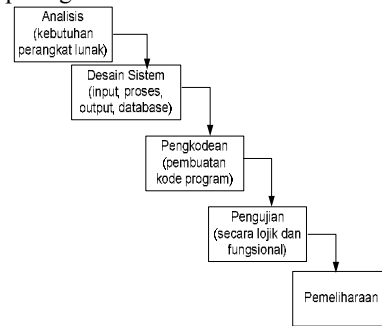 Analisis
(kebutuhan
perangkat lunak)
Desain Sistem
(input, proses,
output, database)
Pengkodean
(pembuatan
kode program)
Pengujian
(secara lojik dan
fungsional)
Pemeliharaan